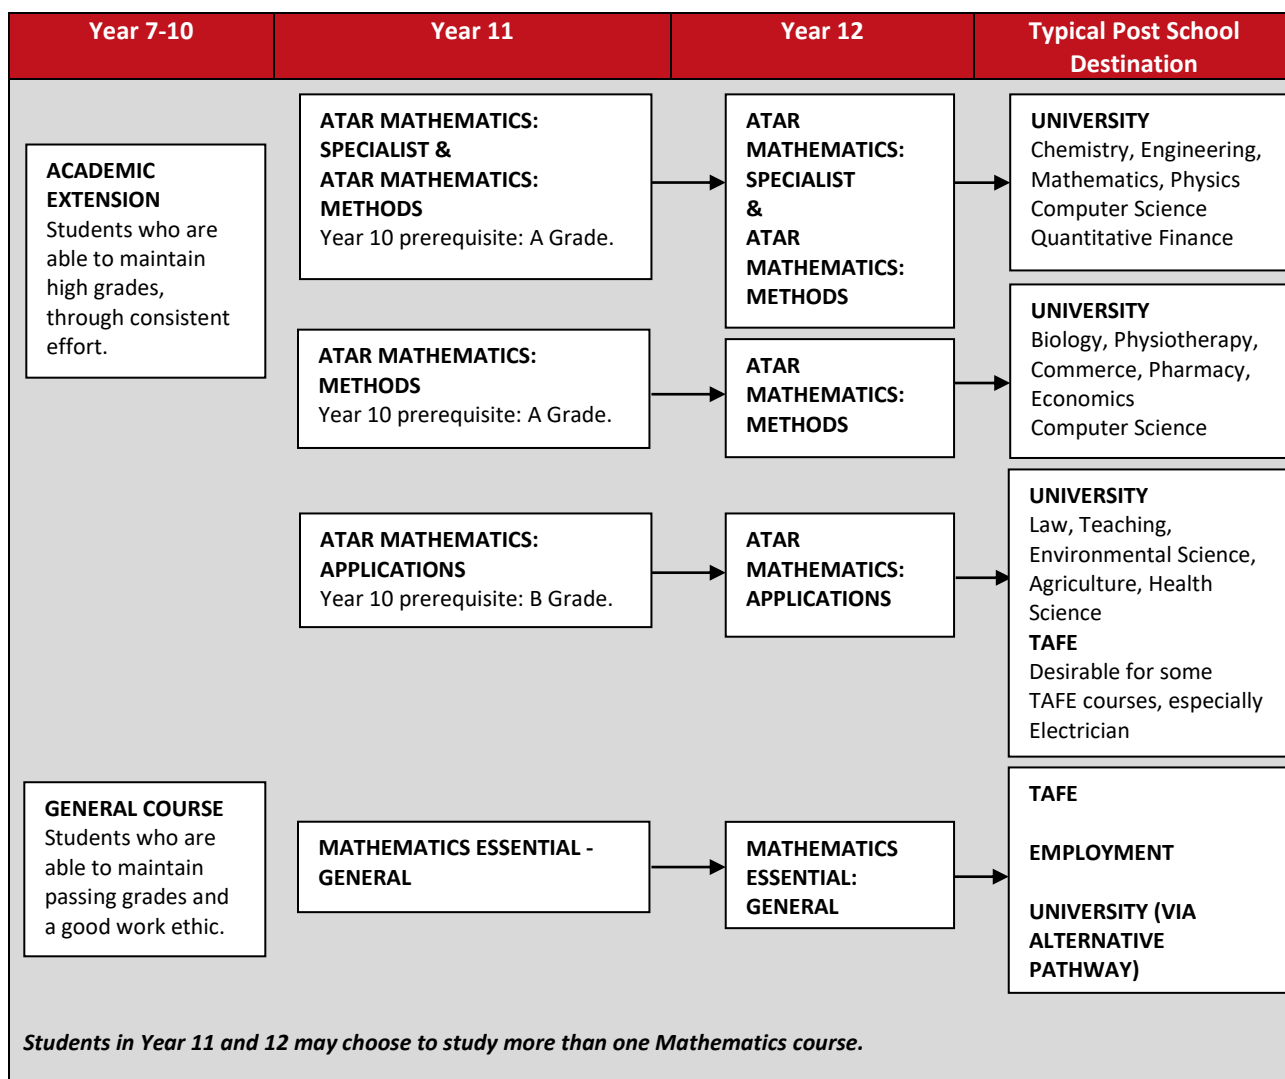 Year 7-10
Year 11
Year 12
Typical Post School
Destination
ACADEMIC
EXTENSION
Students who are
able to maintain
high grades,
through consistent
effort.
ATAR MATHEMATICS:
SPECIALIST &
ATAR MATHEMATICS:
METHODS
Year 10 prerequisite: A Grade.
ATAR
MATHEMATICS:
SPECIALIST
&
ATAR
MATHEMATICS:
METHODS
UNIVERSITY
Chemistry, Engineering,
Mathematics, Physics
Computer Science
Quantitative Finance
ATAR MATHEMATICS:
METHODS
Year 10 prerequisite: A Grade.
ATAR
MATHEMATICS:
METHODS
UNIVERSITY
Biology, Physiotherapy,
Commerce, Pharmacy,
Economics
Computer Science
ATAR MATHEMATICS:
APPLICATIONS
Year 10 prerequisite: B Grade.
ATAR
MATHEMATICS:
APPLICATIONS
UNIVERSITY
Law, Teaching,
Environmental Science,
Agriculture, Health
Science
TAFE
Desirable for some
TAFE courses, especially
Electrician
GENERAL COURSE
Students who are
able to maintain
passing grades and
a good work ethic.
MATHEMATICS ESSENTIAL -
GENERAL
MATHEMATICS
ESSENTIAL:
GENERAL
TAFE
EMPLOYMENT
UNIVERSITY (VIA
ALTERNATIVE
PATHWAY)
Students in Year 11 and 12 may choose to study more than one Mathematics course.